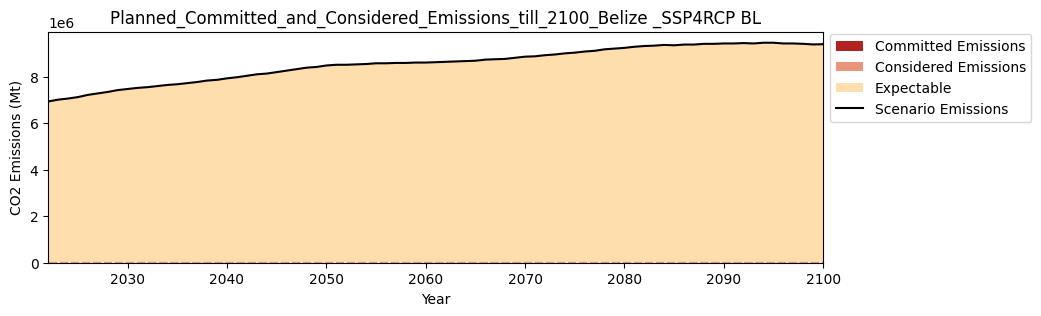 Planned_Committed_and_Considered_Emissions_till_2100_Belize _SSP4RCP BL
1e6
8
6
4
2
0
CO2 Emissions (Mt)
2030 2040 2050 2060 2070 2080 2090 2100
Year
Committed Emissions
Considered Emissions
Expectable
Scenario Emissions